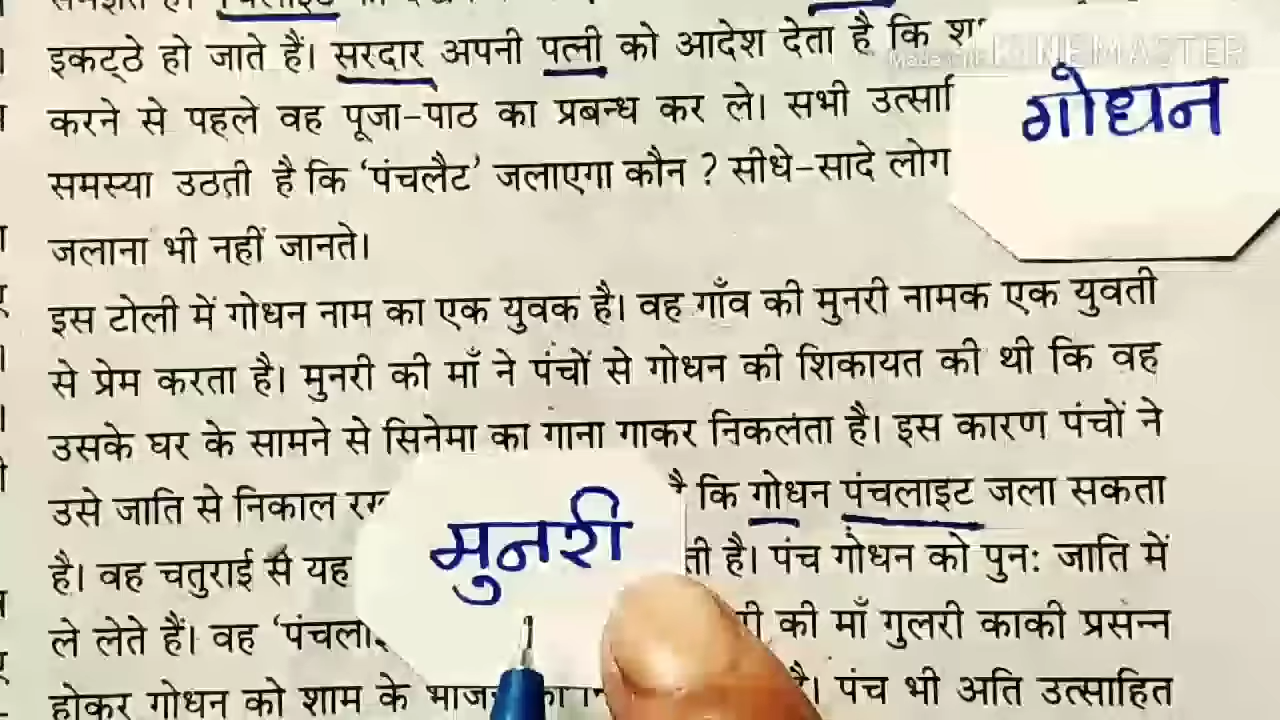 इकट्ठे हो जाते हैं। सरदार अपनी पत्नी को आदेश देता है कि
Made with KINEMASTER
करने से पहले वह पूजा-पाठ का प्रबन्ध कर ले। सभी
गोधन
समस्या उठती है कि ‘पंचलैट’ जलाएगा कौन ? सीधे-सादे लोग
जलाना भी नहीं जानते।
इस टोली में गोधन नाम का एक युवक है। वह गाँव की मुनरी नामक एक युवती
से प्रेम करता है। मुनरी की माँ ने पंचों से गोधन की शिकायत की थी कि वह
उसके घर के सामने से सिनेमा का गाना गाकर निकलता है। इस कारण पंचों ने
उसे जाति से निकाल कि गोधन पंचलाइट जला सकता
मुनरी
है। वह चतुराई से यह है। पंच गोधन को पुनः जाति में
ले लेते हैं। वह की माँ गुलरी काकी प्रसन्न
होकर गोधन को शाम के पंच भी अति उत्साहित